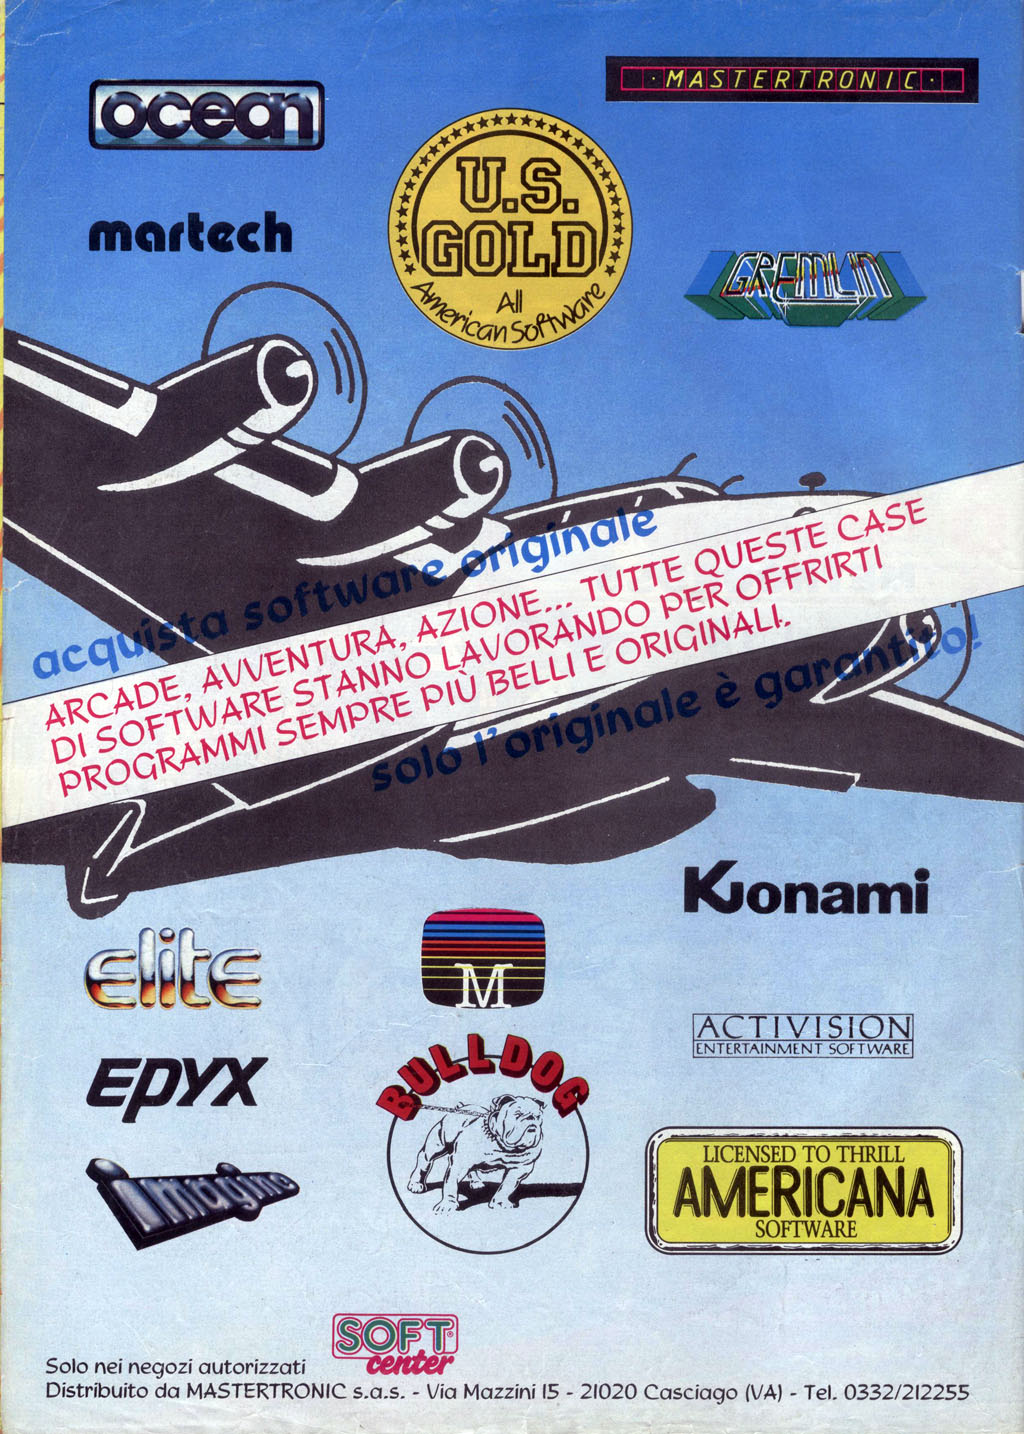 ocean
· MASTERTRONIC ·
U.S.
GOLD
All
American Software
martech
GREMLIN
acquista software originale
ARCADE, AVVENTURA, AZIONE... TUTTE QUESTE CASE
DI SOFTWARE STANNO LAVORANDO PER OFFRIRTI
PROGRAMMI SEMPRE PIÙ BELLI E ORIGINALI.
solo l'originale è garantito!
Konami
elite
M
ACTIVISION
ENTERTAINMENT SOFTWARE
EPYX
BULLDOG
imagine
LICENSED TO THRILL
AMERICANA
SOFTWARE
SOFT®
center
Solo nei negozi autorizzati
Distribuito da MASTERTRONIC s.a.s. - Via Mazzini 15 - 21020 Casciago (VA) - Tel. 0332/212255